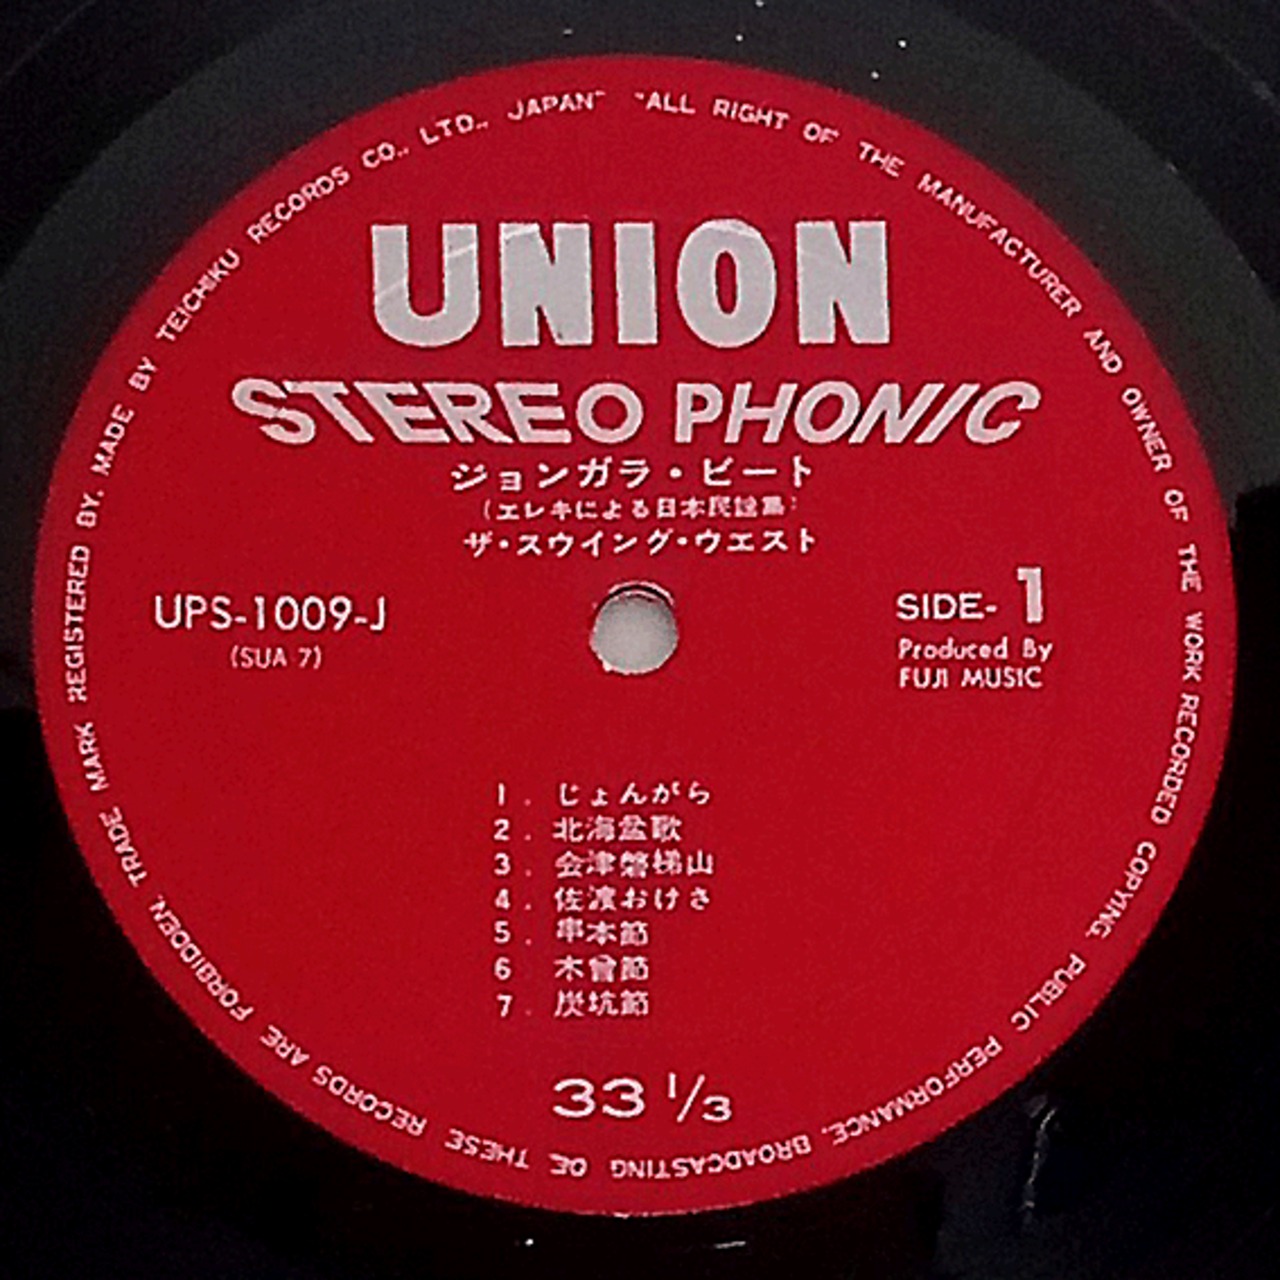 TRADE MARK REGISTERED BY. MADE BY TEICHIKU RECORDS CO., LTD., JAPAN" "ALL RIGHT OF THE MANUFACTURER AND OWNER OF THE WORK RECORDED COPYING. PUBLIC PERFORMANCE. BROADCASTING OF THESE RECORDS ARE FORBIDDEN.
UNION
STEREO PHONIC
ジョンガラ・ビート
(エレキによる日本民謡集)
ザ・スウイング・ウエスト
UPS-1009-J
(SUA 7)
SIDE-1
Produced By
FUJI MUSIC
1. じょんがら
2. 北海盆歌
3. 会津磐梯山
4. 佐渡おけさ
5. 串本節
6 木曾節
7. 炭坑節
33 1/3